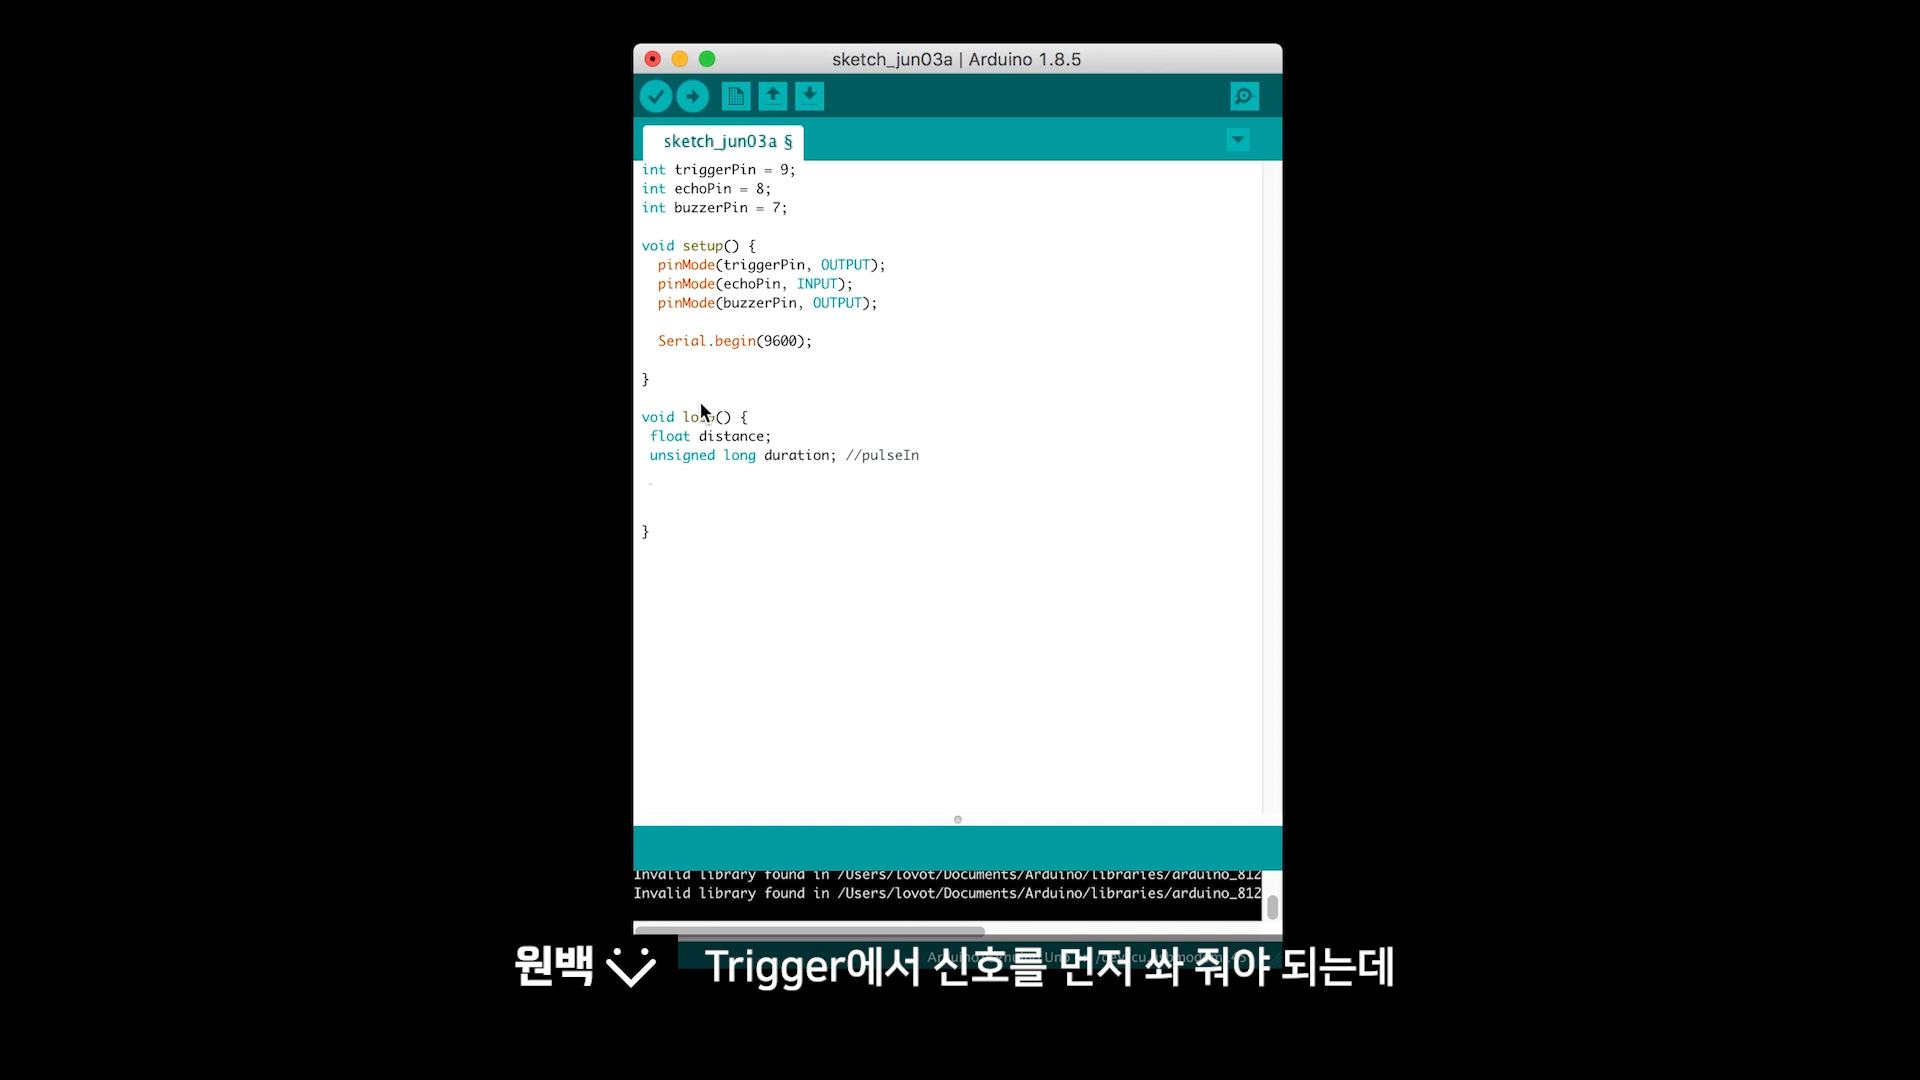 sketch_jun03a | Arduino 1.8.5
sketch_jun03a §
int triggerPin = 9;
int echoPin = 8;
int buzzerPin = 7;
void setup() {
pinMode(triggerPin, OUTPUT);
pinMode(echoPin, INPUT);
pinMode(buzzerPin, OUTPUT);
Serial.begin(9600);
}
void loop() {
float distance;
unsigned long duration; //pulseIn
}
Invalid library found in /Users/lovot/Documents/Arduino/libraries/arduino_812
Invalid library found in /Users/lovot/Documents/Arduino/libraries/arduino_812
원백 Trigger에서 신호를 먼저 쏴 줘야 되는데